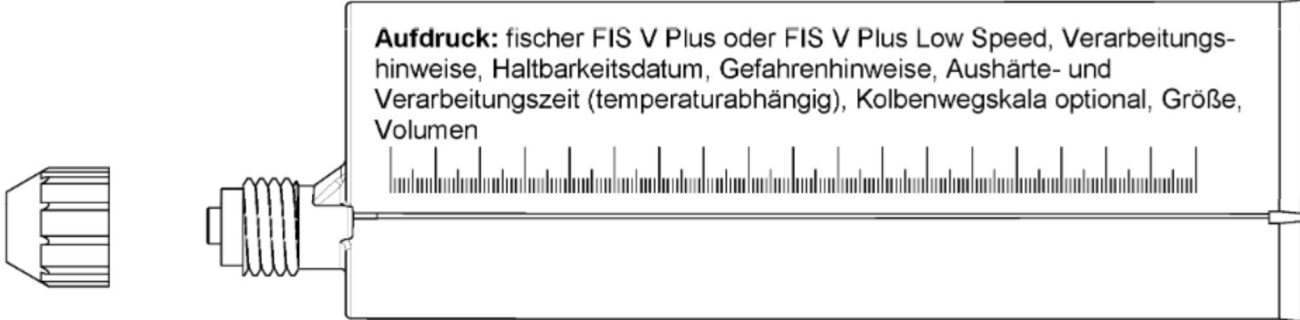 Aufdruck: fischer FIS V Plus oder FIS V Plus Low Speed, Verarbeitungs-
hinweise, Haltbarkeitsdatum, Gefahrenhinweise, Aushärte- und
Verarbeitungszeit (temperaturabhängig), Kolbenwegskala optional, Größe,
Volumen